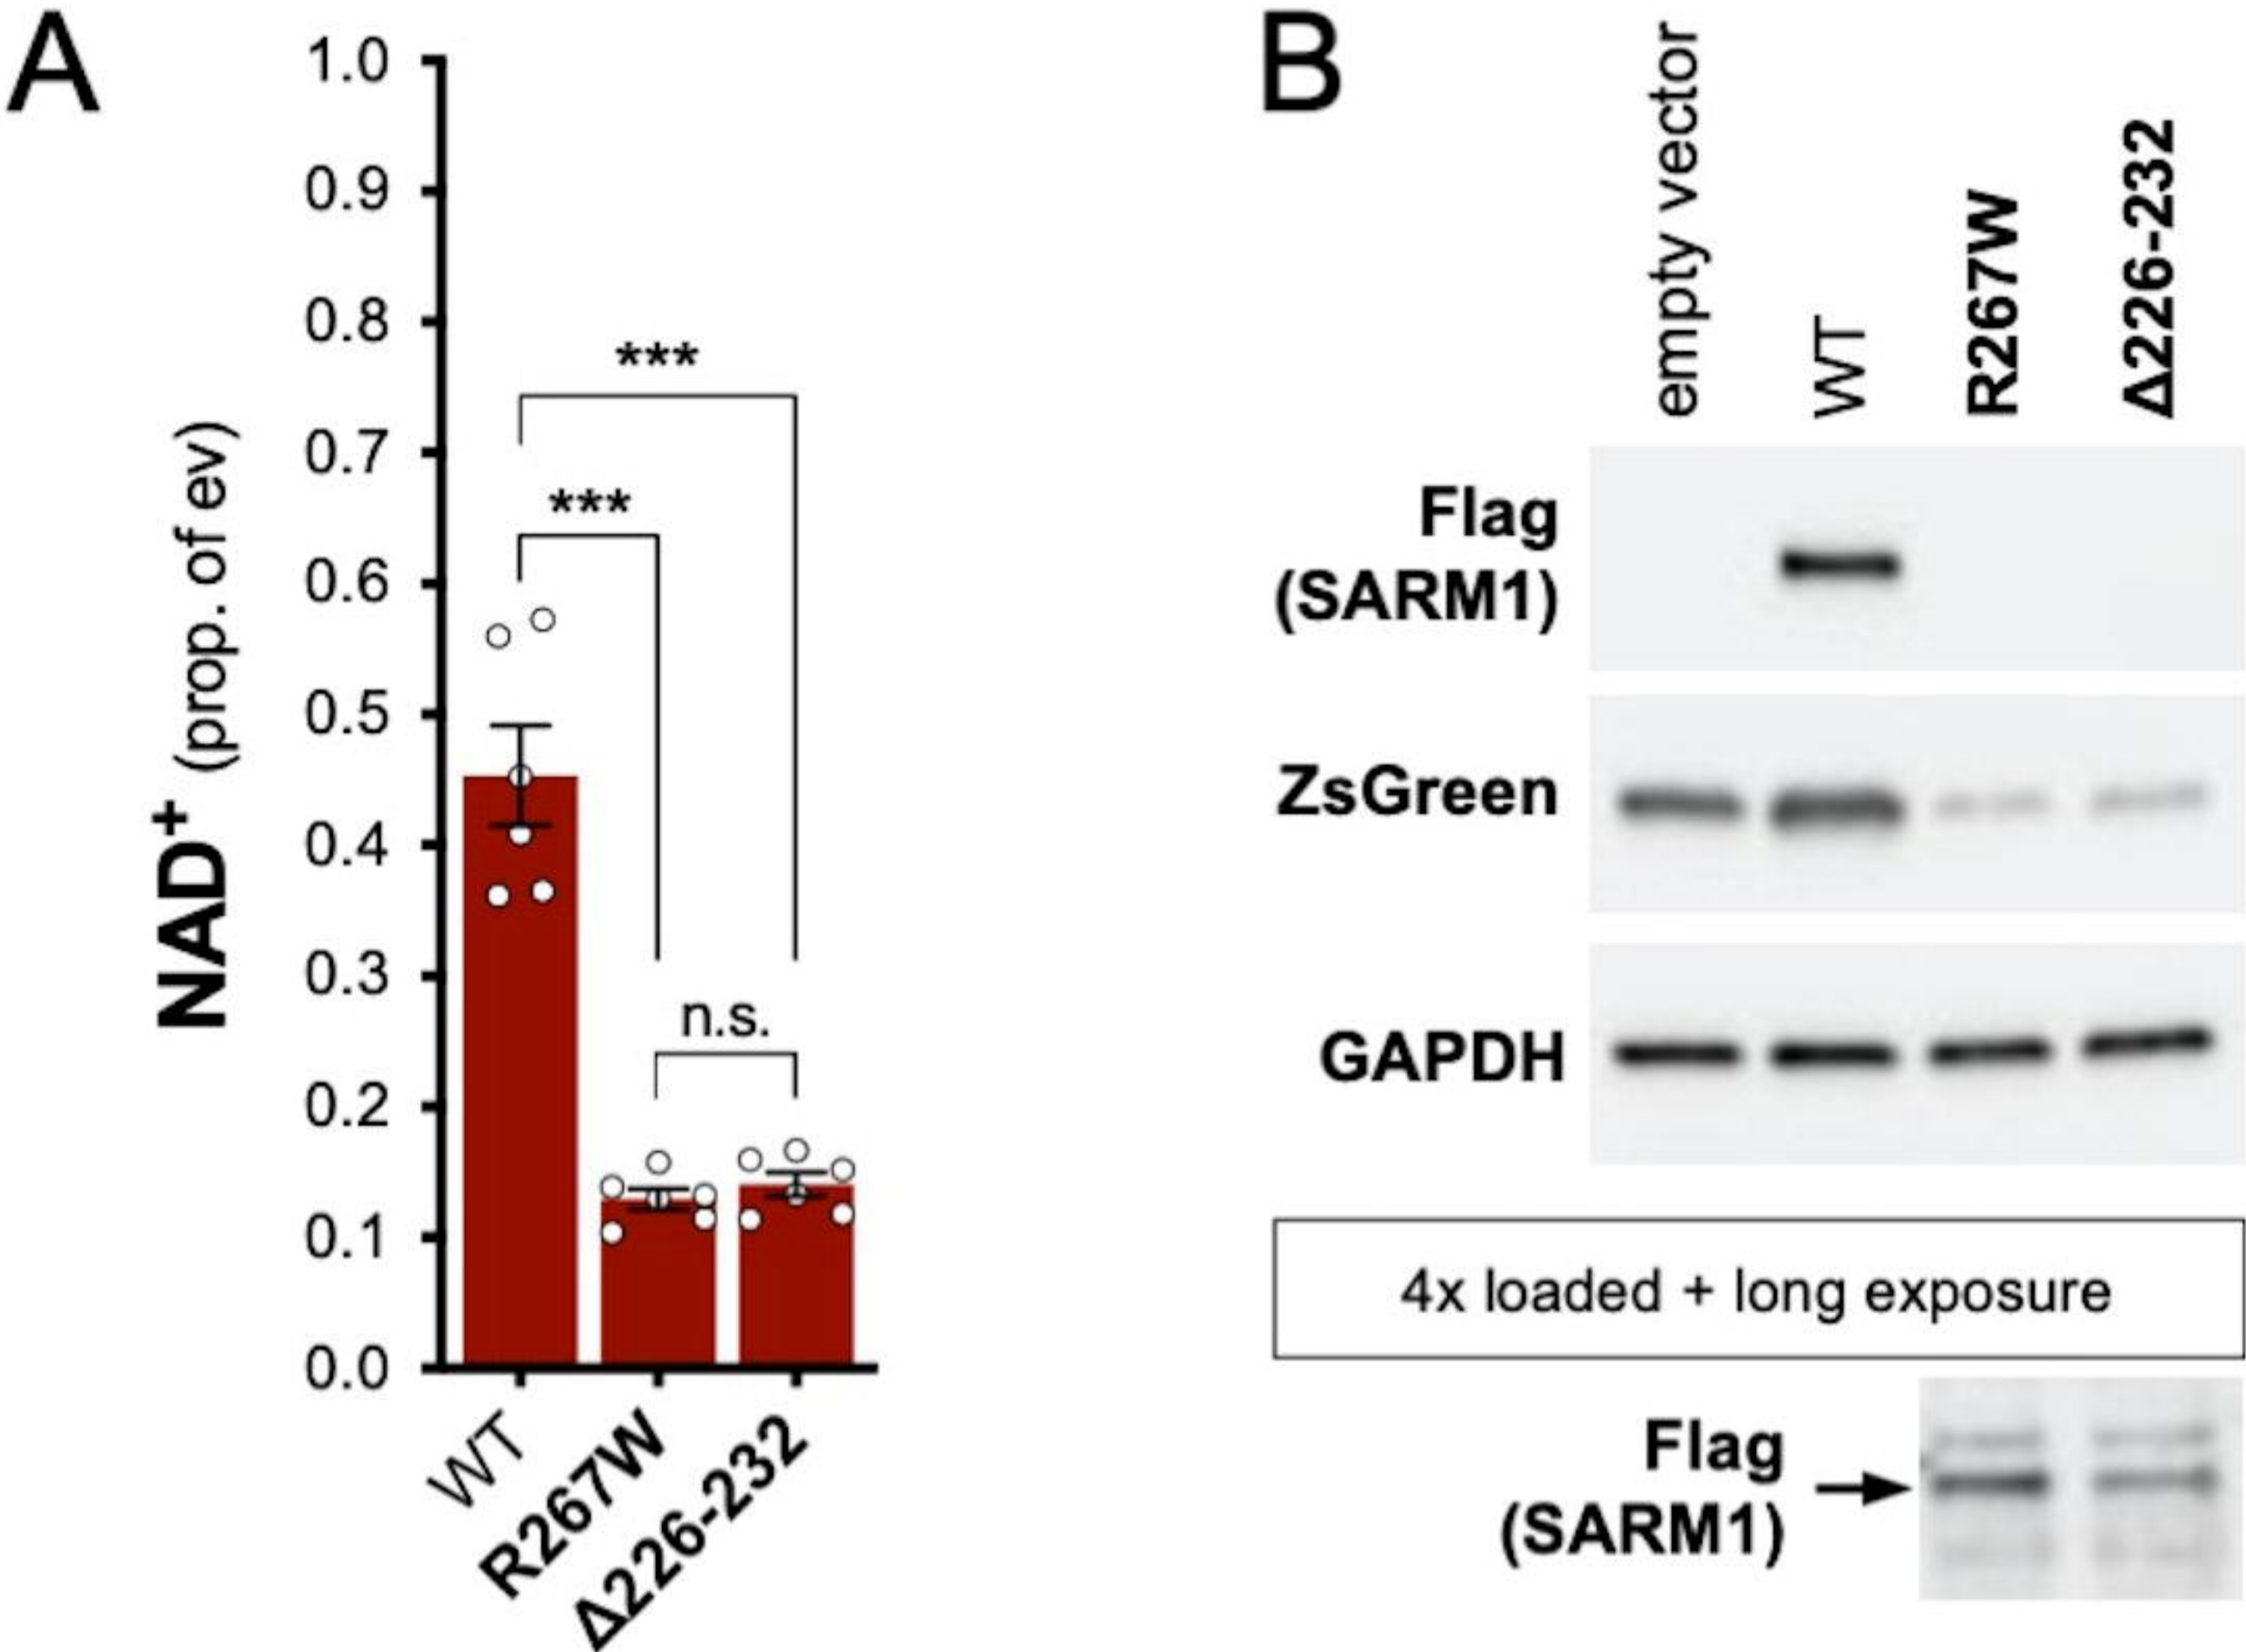 A
1.0
0.9
0.8
0.7
0.6
0.5
0.4
0.3
0.2
0.1
0.0
NAD+ (prop. of ev)
***
***
n.s.
WT
R267W
Δ226-232
B
empty vector
WT
R267W
Δ226-232
Flag
(SARM1)
ZsGreen
GAPDH
4x loaded + long exposure
Flag
(SARM1)